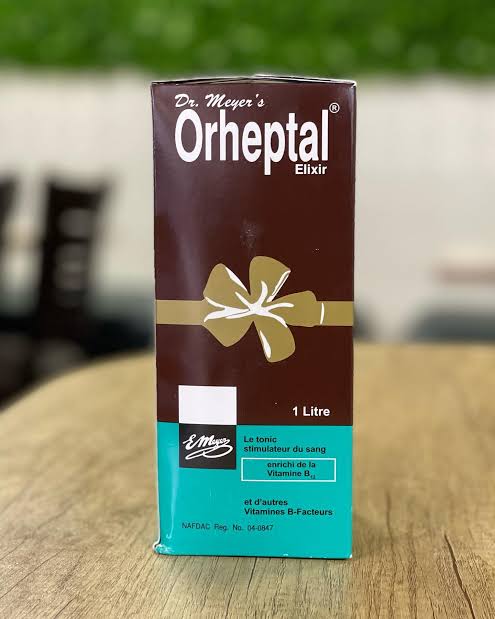 Dr. Meyer's
Orheptal®
Elixir
1 Litre
E Meyer
Le tonic
stimulateur du sang
enrichi de la
Vitamine B₁₂
et d'autres
Vitamines B-Facteurs
NAFDAC Reg. No. 04-0847